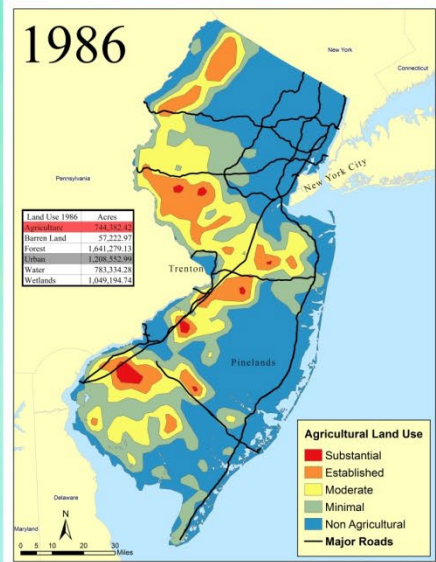 1986
New York
Connecticut
Pennsylvania
New York City
Land Use 1986 Acres
Agriculture 744,382.42
Barren Land 57,222.97
Forest 1,641,279.13
Urban 1,208,552.99
Water 783,334.28
Wetlands 1,049,194.74
Trenton
Pinelands
Agricultural Land Use
Substantial
Established
Moderate
Minimal
Non Agricultural
Major Roads
Delaware
Maryland
N
0 5 10 20 30
Miles